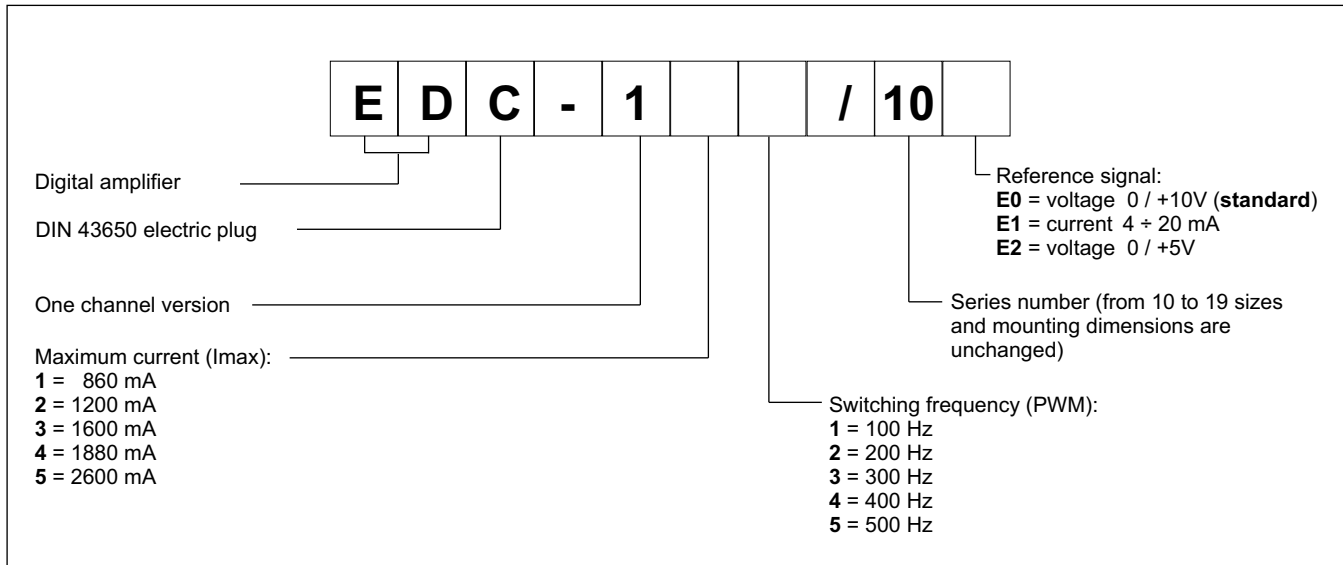 E D C - 1 / 10
Digital amplifier
DIN 43650 electric plug
One channel version
Maximum current (Imax):
1 = 860 mA
2 = 1200 mA
3 = 1600 mA
4 = 1880 mA
5 = 2600 mA
Reference signal:
E0 = voltage 0 / +10V (standard)
E1 = current 4 ÷ 20 mA
E2 = voltage 0 / +5V
Series number (from 10 to 19 sizes
and mounting dimensions are
unchanged)
Switching frequency (PWM):
1 = 100 Hz
2 = 200 Hz
3 = 300 Hz
4 = 400 Hz
5 = 500 Hz